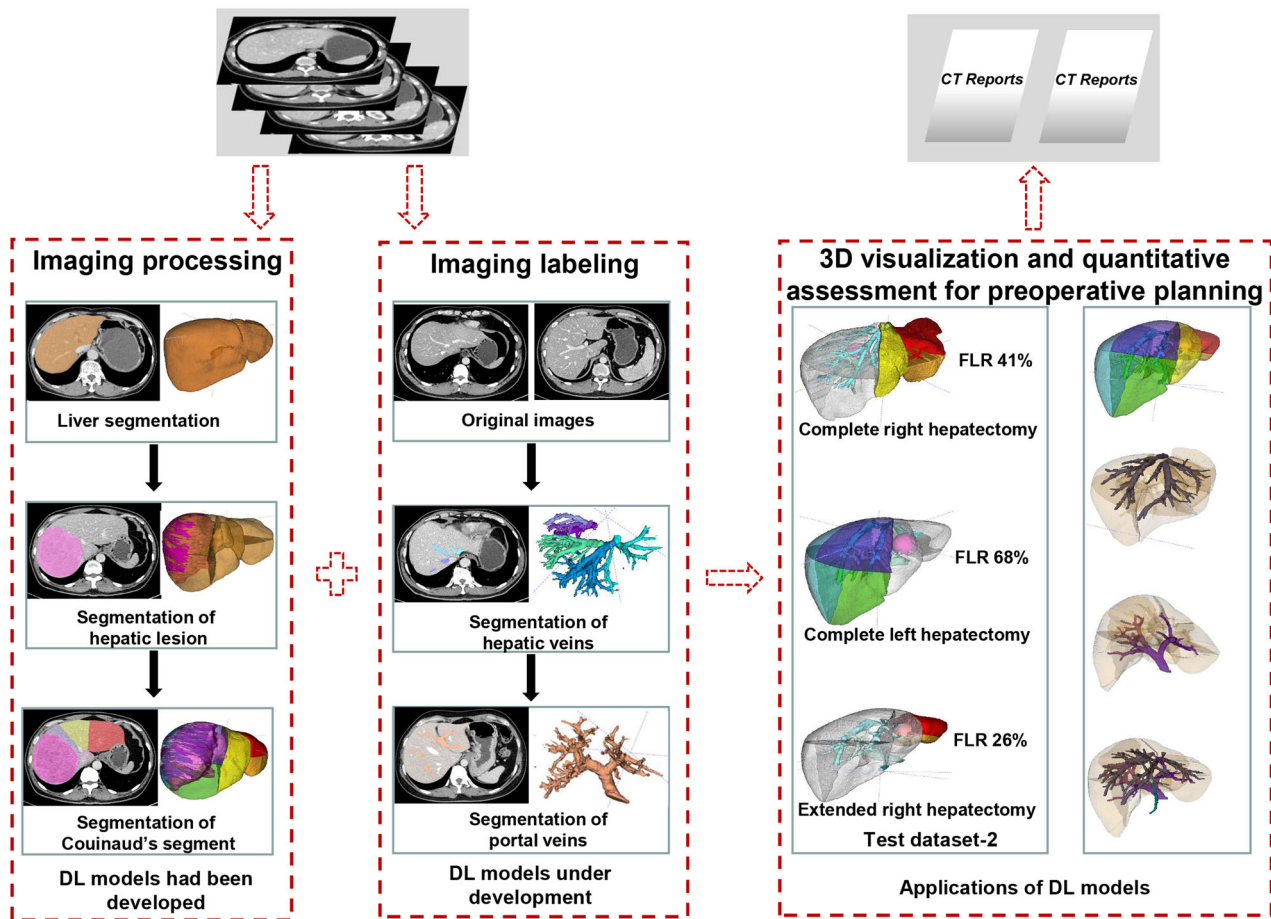 CT Reports
CT Reports
Imaging processing
Liver segmentation
Segmentation of
hepatic lesion
Segmentation of
Couinaud's segment
DL models had been
developed
Imaging labeling
Original images
Segmentation of
hepatic veins
Segmentation of
portal veins
DL models under
development
3D visualization and quantitative
assessment for preoperative planning
FLR 41%
Complete right hepatectomy
FLR 68%
Complete left hepatectomy
FLR 26%
Extended right hepatectomy
Test dataset-2
Applications of DL models